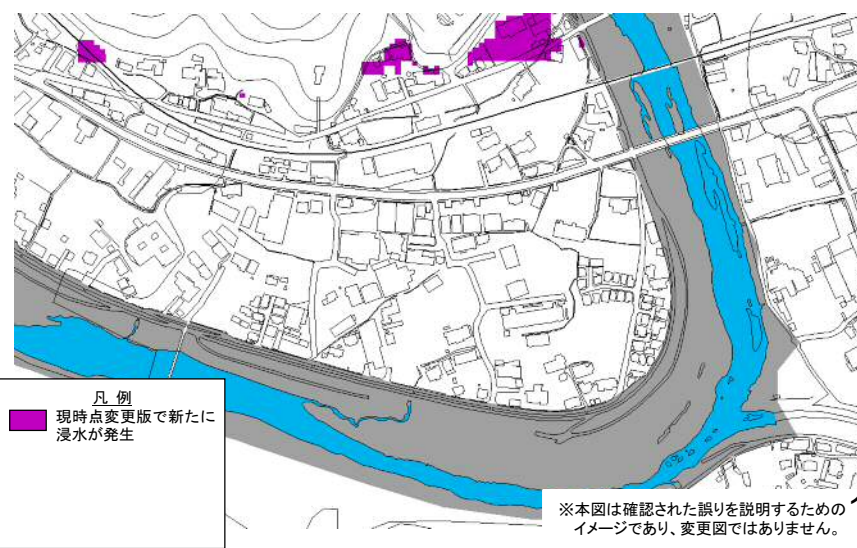 凡 例
現時点変更版で新たに
浸水が発生
※本図は確認された誤りを説明するための
イメージであり、変更図ではありません。